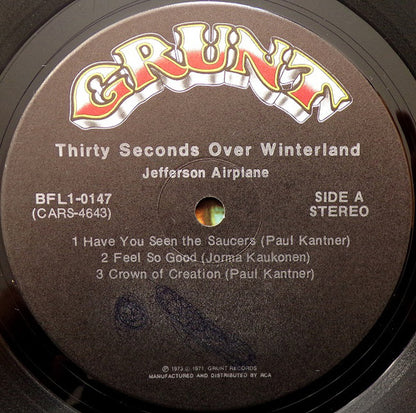 GRUNT
Thirty Seconds Over Winterland
Jefferson Airplane
BFL1-0147
(CARS-4643)
SIDE A
STEREO
1 Have You Seen the Saucers (Paul Kantner)
2 Feel So Good (Jorma Kaukonen)
3 Crown of Creation (Paul Kantner)
℗ 1973 © 1971, GRUNT RECORDS
MANUFACTURED AND DISTRIBUTED BY RCA